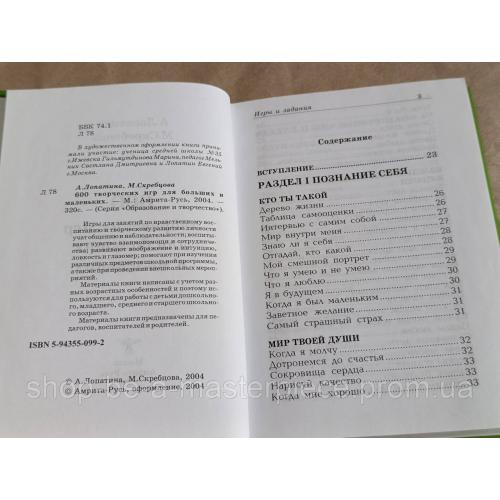 ББК 74.1
Л 78
В художественном оформлении книги принимали участие: ученица средней школы №35 г.Ижевска Гильмутдинова Марина, педагог Мельник Светлана Дмитриевна и Лопатин Евгений г.Москва.
Л 78
А.Лопатина, М.Скребцова
600 творческих игр для больших и
маленьких. — М.: Амрита-Русь, 2004. —
320с. — (Серия «Образование и творчество»).
Игры для занятий по нравственному воспитанию и творческому развитию личности
учат общению и наблюдательности; воспитывают чувство взаимопомощи и сотрудничества; развивают воображение и интуицию,
ловкость и глазомер; помогают при изучении
различных предметов школьной программы,
а также при проведении внешкольных мероприятий.
Материалы книги написаны с учетом разных возрастных особенностей и поэтому используются для работы с детьми дошкольного, младшего, среднего и старшего школьного возраста.
Материалы книги предназначены для педагогов, воспитателей и родителей.
ISBN 5-94355-099-2
А.Лопатина, М.Скребцова, 2004
Амрита-Русь, оформление, 2004
Игры и задания
3
Содержание
ВСТУПЛЕНИЕ 23
РАЗДЕЛ I ПОЗНАНИЕ СЕБЯ
КТО ТЫ ТАКОЙ 26
Дерево жизни 26
Таблица самооценки 26
Интервью с самим собой 27
Мир внутри меня 27
Знаю ли я себя 28
Отгадай, кто какой 28
Мой смешной портрет 29
Что я умею и не умею 29
Что я люблю 30
Я в будущем 30
Когда я был маленьким 30
Заветное желание 31
Самый страшный страх 31
МИР ТВОЕЙ ДУШИ
Когда я молчу 32
Дотронемся до счастья 32
Сокровища сердца 33
Нарисуй качество 33
Когда мне хорошо 33